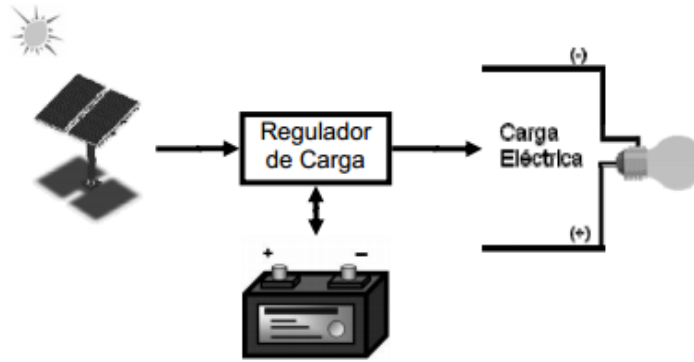 Regulador
de Carga
(-)
Carga
Eléctrica
(+)
+ −